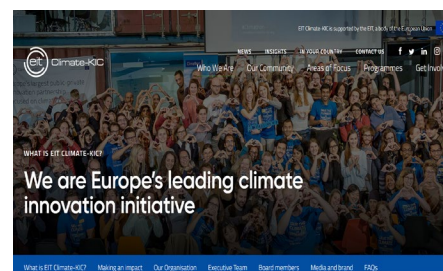 EIT Climate-KIC is supported by the EIT, a body of the European Union
eit Climate-KIC
NEWS INSIGHTS IN YOUR COUNTRY CONTACT US
Who We Are Our Community Areas of Focus Programmes Get Invol
WHAT IS EIT CLIMATE-KIC?
We are Europe's leading climate
innovation initiative
What is EIT Climate-KIC? Making an impact Our Organisation Executive Team Board members Media and brand FAQs